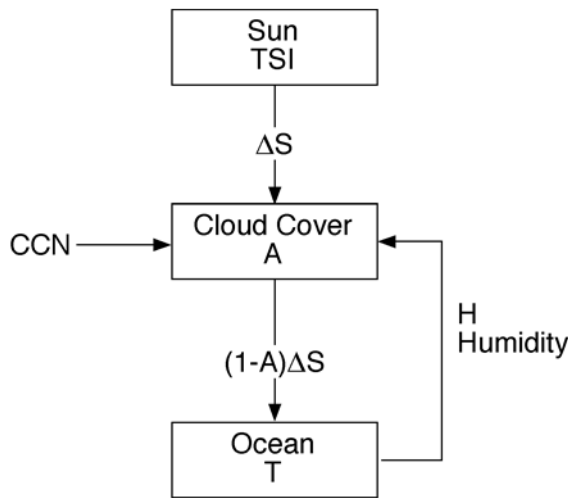 Sun
TSI
ΔS
Cloud Cover
A
CCN
H
Humidity
(1-A)ΔS
Ocean
T